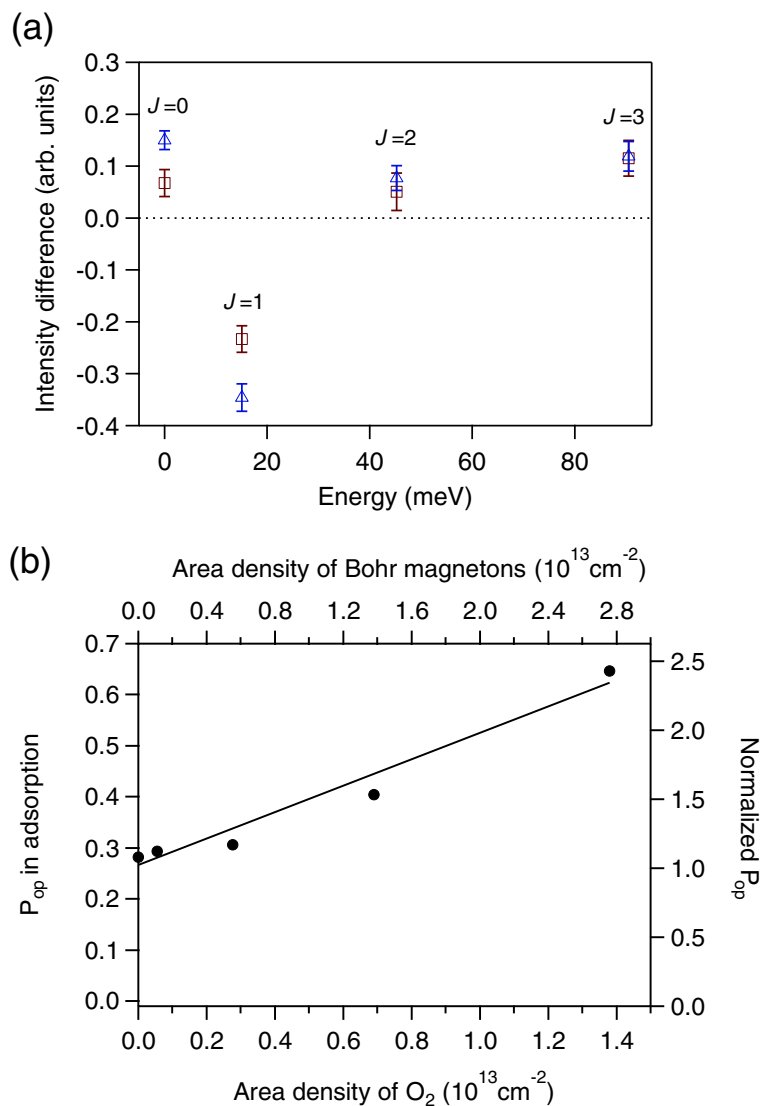 (a)
0.3
0.2
0.1
0.0
-0.1
-0.2
-0.3
-0.4
Intensity difference (arb. units)
J=0
J=1
J=2
J=3
0 20 40 60 80
Energy (meV)
(b)
Area density of Bohr magnetons (10^13 cm^-2)
0.0 0.6 0.8 1.4 1.6 2.2 2.8
0.7
0.6
0.5
0.4
0.3
0.2
0.1
0.0
P_op in adsorption
2.5
2.0
1.5
1.0
0.5
0.0
Normalized P_op
0.0 0.2 0.4 0.6 0.8 1.0 1.2 1.4
Area density of O_2 (10^13 cm^-2)